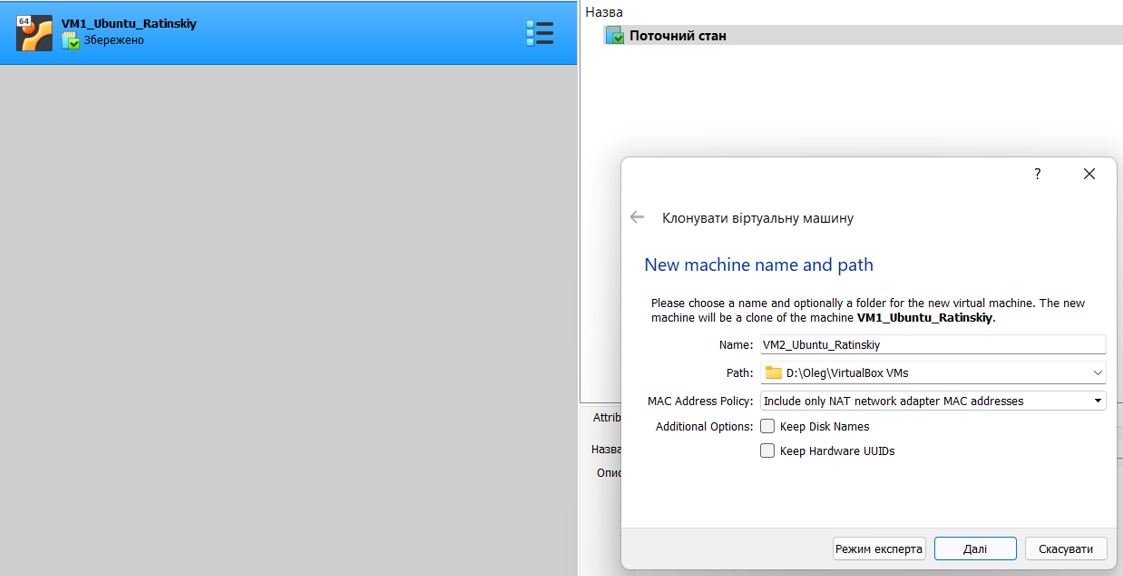 64
VM1_Ubuntu_Ratinskiy
Збережено
Назва
Поточний стан
?
Клонувати віртуальну машину
New machine name and path
Please choose a name and optionally a folder for the new virtual machine. The new
machine will be a clone of the machine VM1_Ubuntu_Ratinskiy.
Name: VM2_Ubuntu_Ratinskiy
Path: D:\Oleg\VirtualBox VMs
MAC Address Policy: Include only NAT network adapter MAC addresses
Additional Options: Keep Disk Names
Keep Hardware UUIDs
Attrib
Назва
Опис
Режим експерта Далі Скасувати